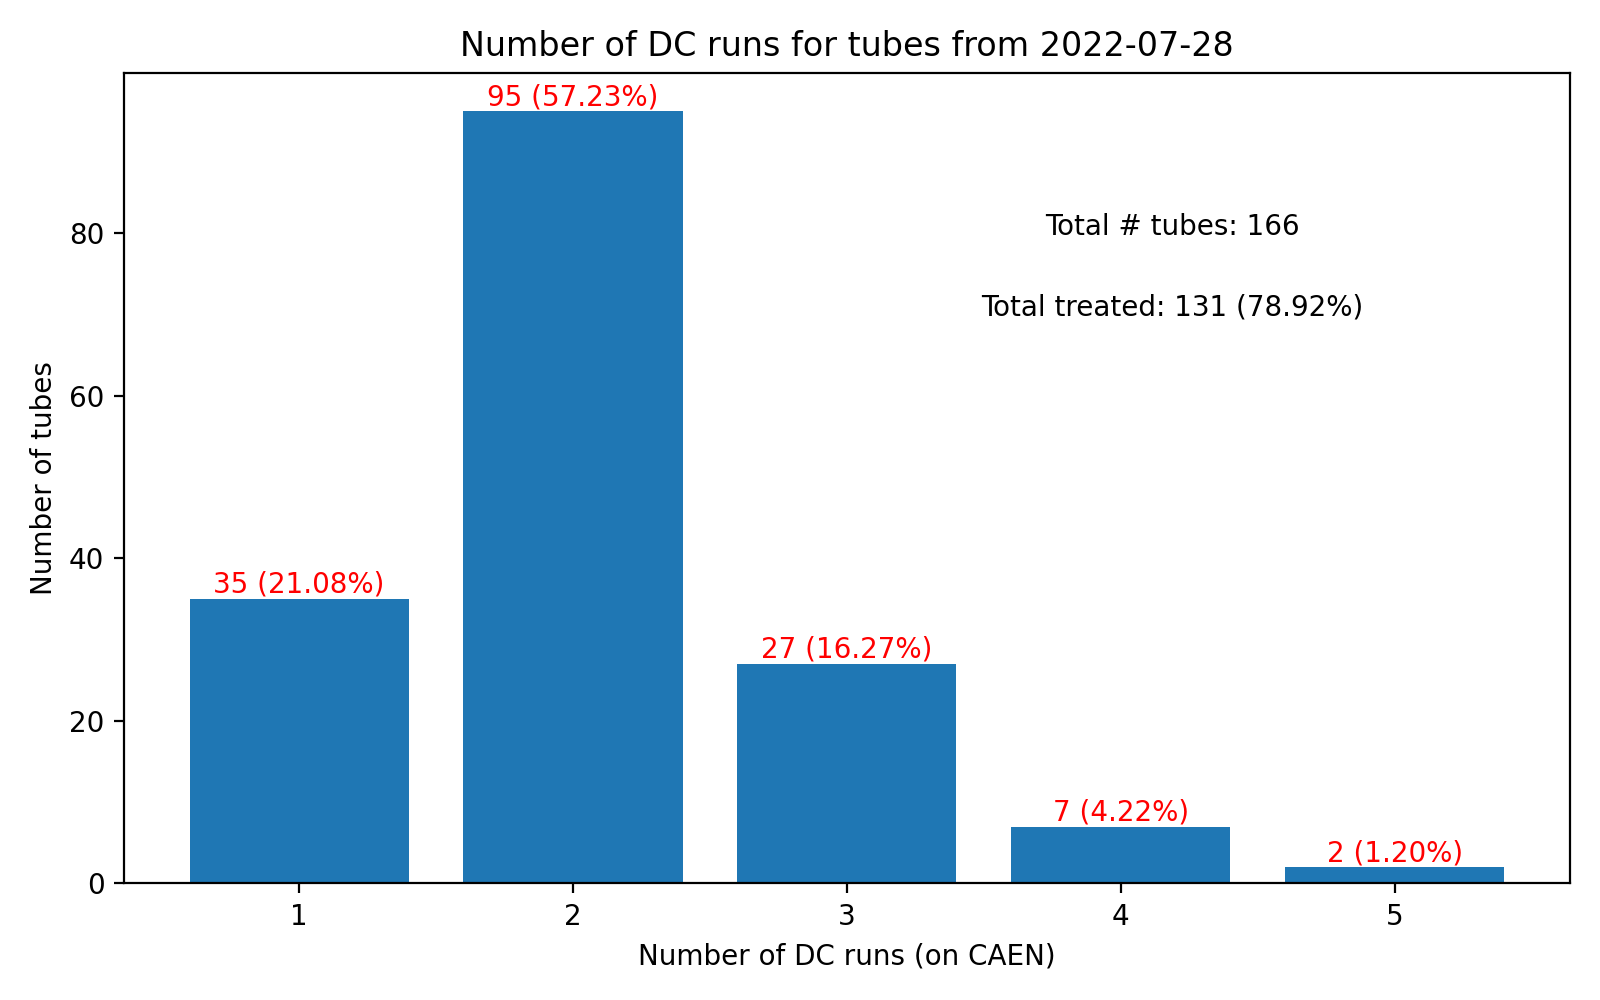 Number of DC runs for tubes from 2022-07-28
95 (57.23%)
Total # tubes: 166
Total treated: 131 (78.92%)
35 (21.08%)
27 (16.27%)
7 (4.22%)
2 (1.20%)
Number of tubes
80
60
40
20
0
1 2 3 4 5
Number of DC runs (on CAEN)